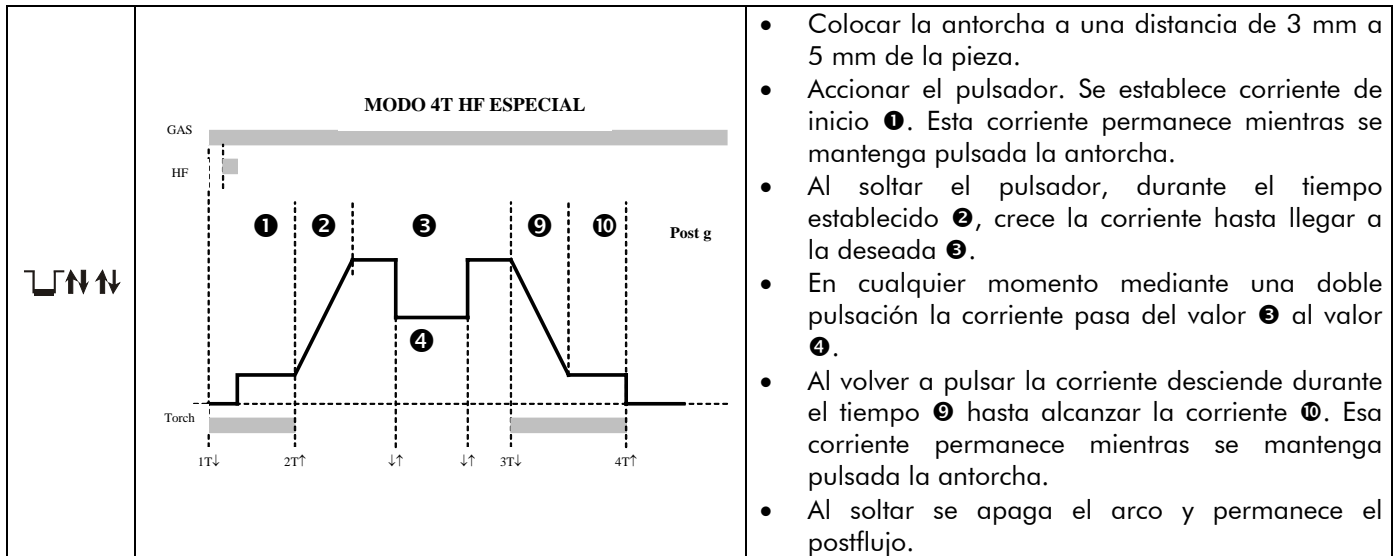 MODO 4T HF ESPECIAL
GAS
HF
❶ ❷ ❸ ❾ ❿ Post g
❹
Torch
1T↓ 2T↑ ↓↑ ↓↑ 3T↓ 4T↑
• Colocar la antorcha a una distancia de 3 mm a
5 mm de la pieza.
• Accionar el pulsador. Se establece corriente de
inicio ❶. Esta corriente permanece mientras se
mantenga pulsada la antorcha.
• Al soltar el pulsador, durante el tiempo
establecido ❷, crece la corriente hasta llegar a
la deseada ❸.
• En cualquier momento mediante una doble
pulsación la corriente pasa del valor ❸ al valor
❹.
• Al volver a pulsar la corriente desciende durante
el tiempo ❾ hasta alcanzar la corriente ❿. Esa
corriente permanece mientras se mantenga
pulsada la antorcha.
• Al soltar se apaga el arco y permanece el
postflujo.